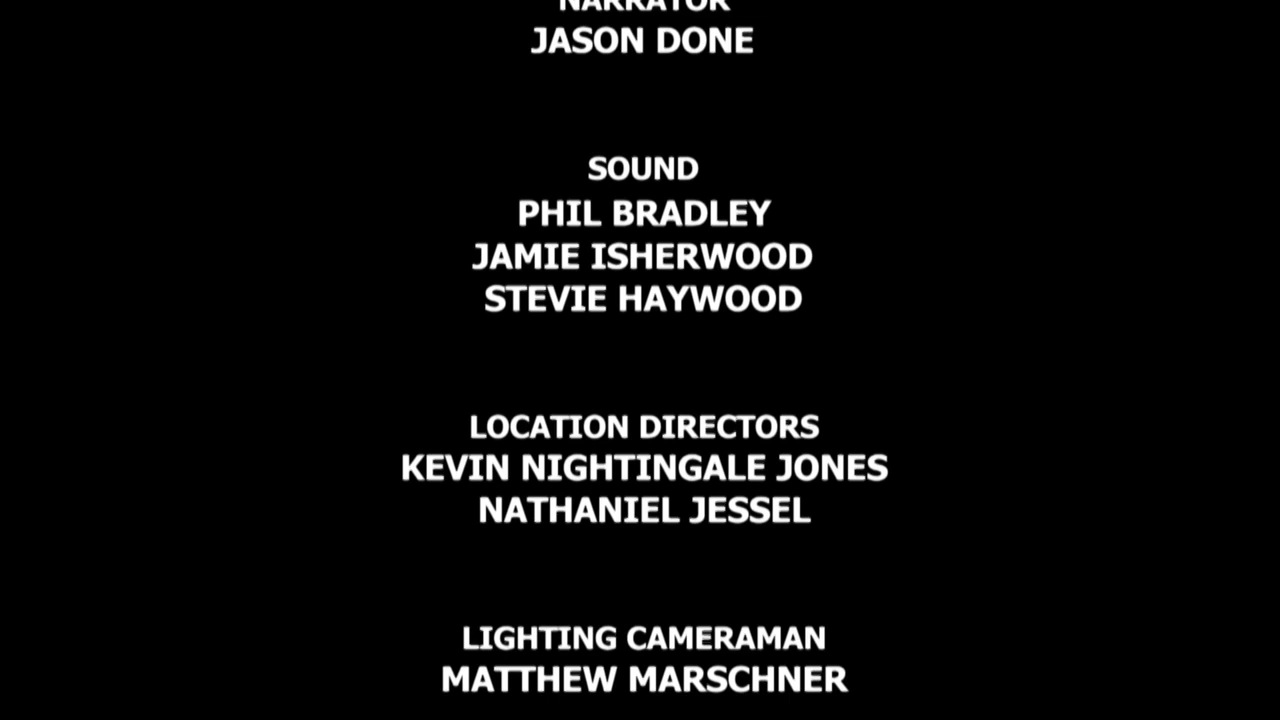 NARRATOR
JASON DONE
SOUND
PHIL BRADLEY
JAMIE ISHERWOOD
STEVIE HAYWOOD
LOCATION DIRECTORS
KEVIN NIGHTINGALE JONES
NATHANIEL JESSEL
LIGHTING CAMERAMAN
MATTHEW MARSCHNER